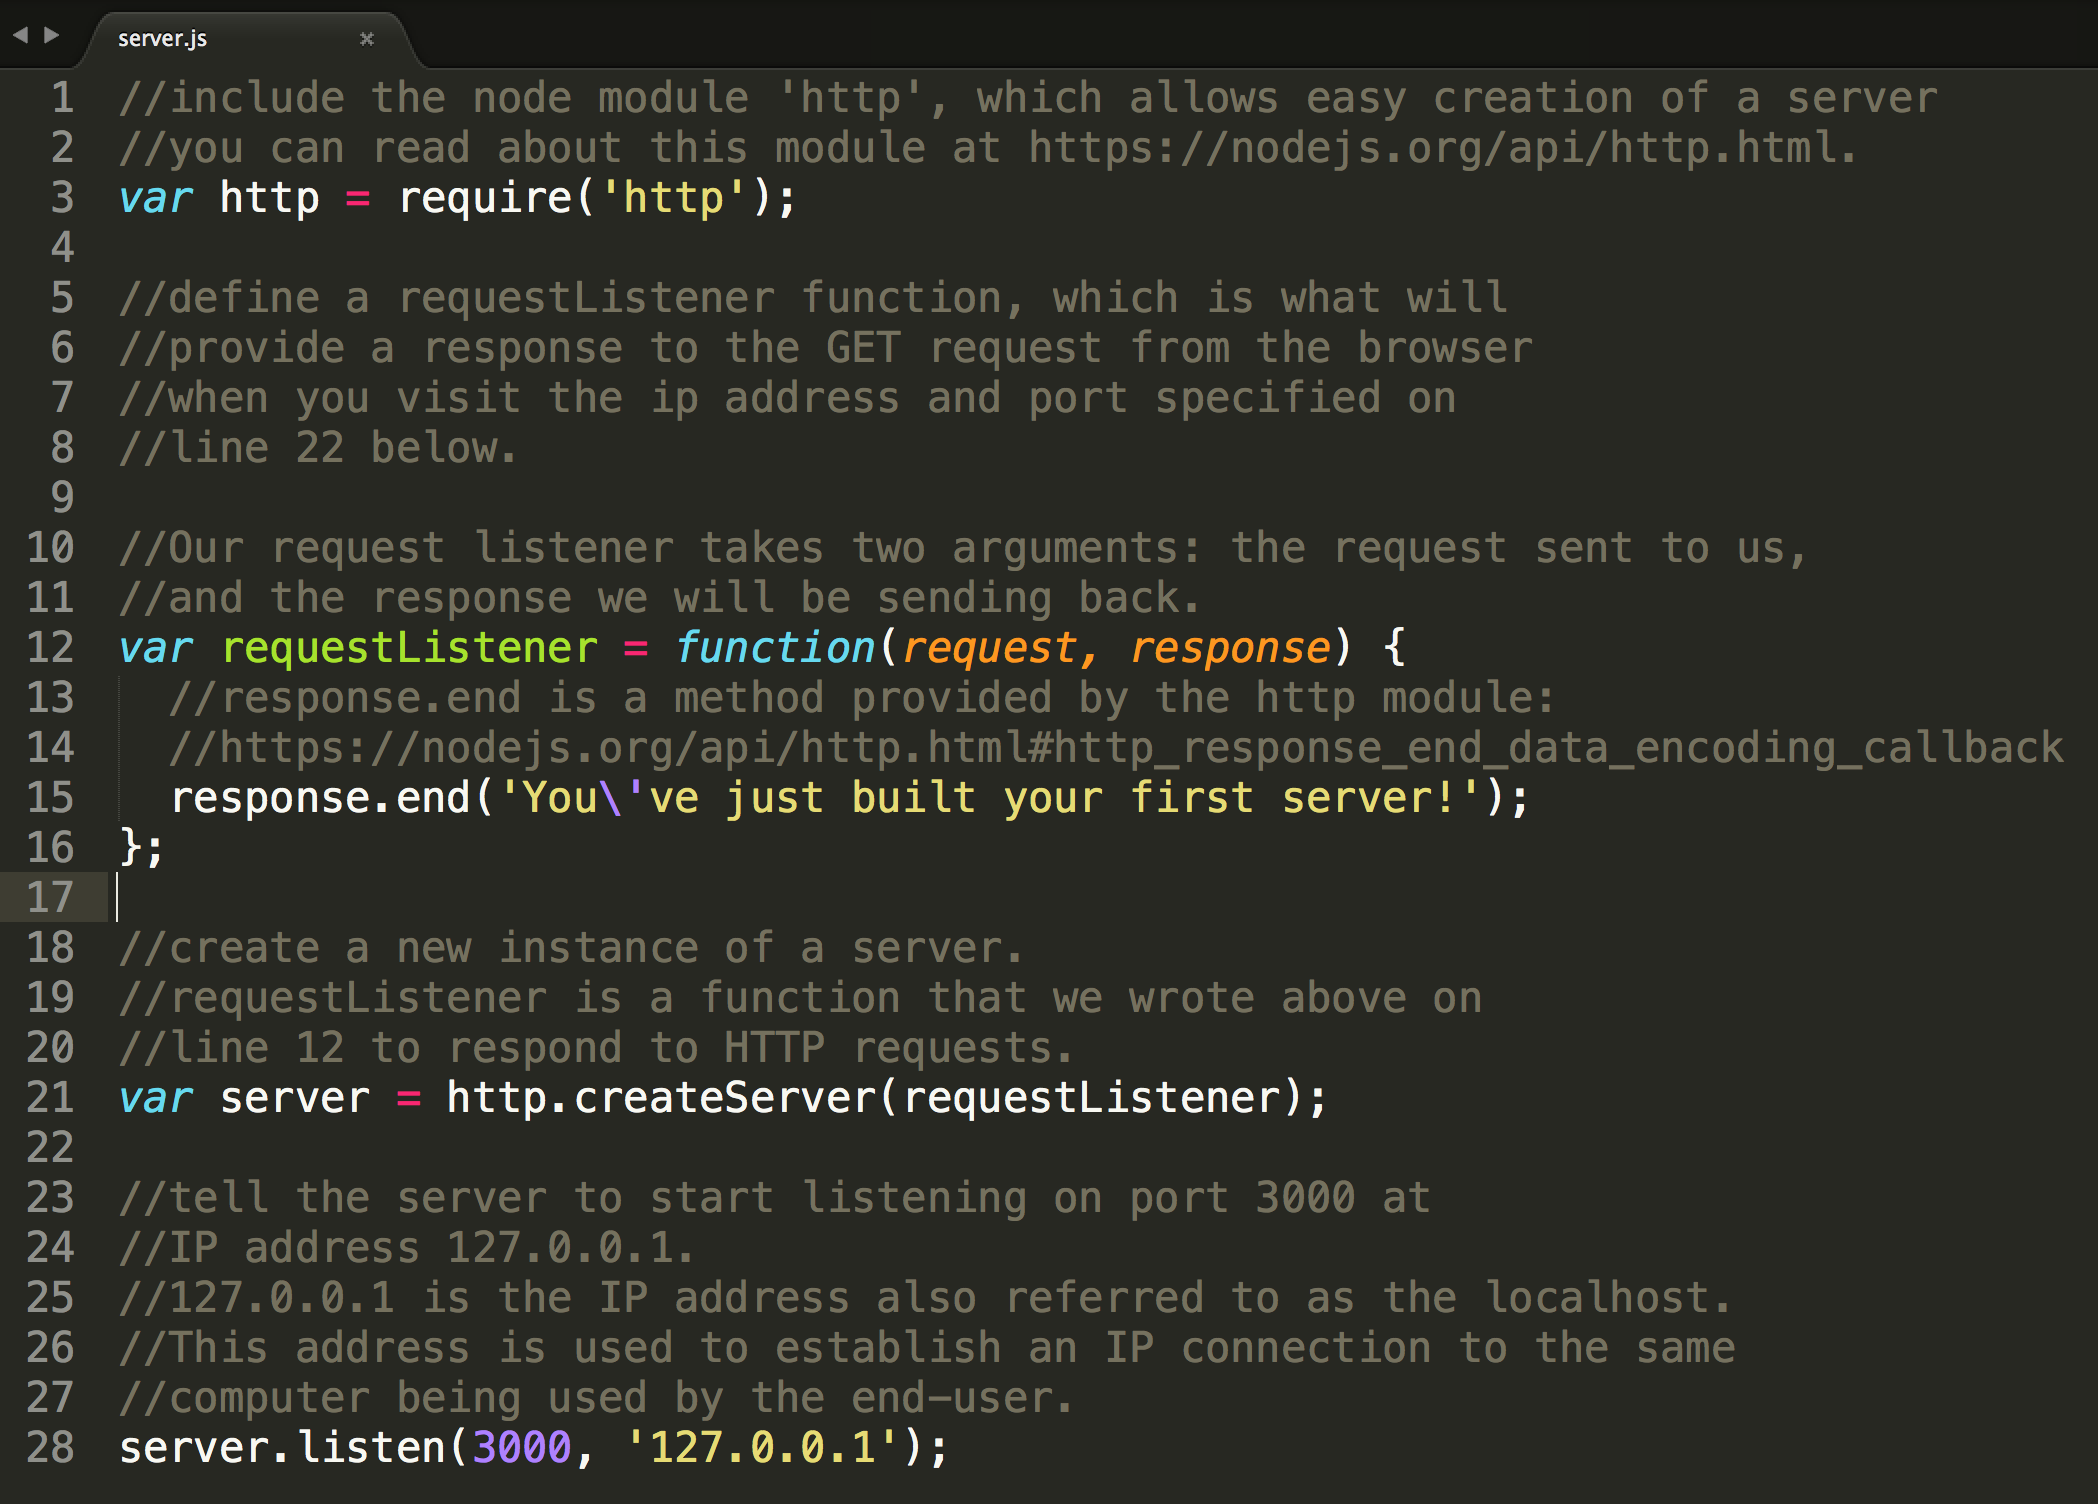 server.js
1 //include the node module 'http', which allows easy creation of a server
2 //you can read about this module at https://nodejs.org/api/http.html.
3 var http = require('http');
4
5 //define a requestListener function, which is what will
6 //provide a response to the GET request from the browser
7 //when you visit the ip address and port specified on
8 //line 22 below.
9
10 //Our request listener takes two arguments: the request sent to us,
11 //and the response we will be sending back.
12 var requestListener = function(request, response) {
13   //response.end is a method provided by the http module:
14   //https://nodejs.org/api/http.html#http_response_end_data_encoding_callback
15   response.end('You\'ve just built your first server!');
16 };
17
18 //create a new instance of a server.
19 //requestListener is a function that we wrote above on
20 //line 12 to respond to HTTP requests.
21 var server = http.createServer(requestListener);
22
23 //tell the server to start listening on port 3000 at
24 //IP address 127.0.0.1.
25 //127.0.0.1 is the IP address also referred to as the localhost.
26 //This address is used to establish an IP connection to the same
27 //computer being used by the end-user.
28 server.listen(3000, '127.0.0.1');